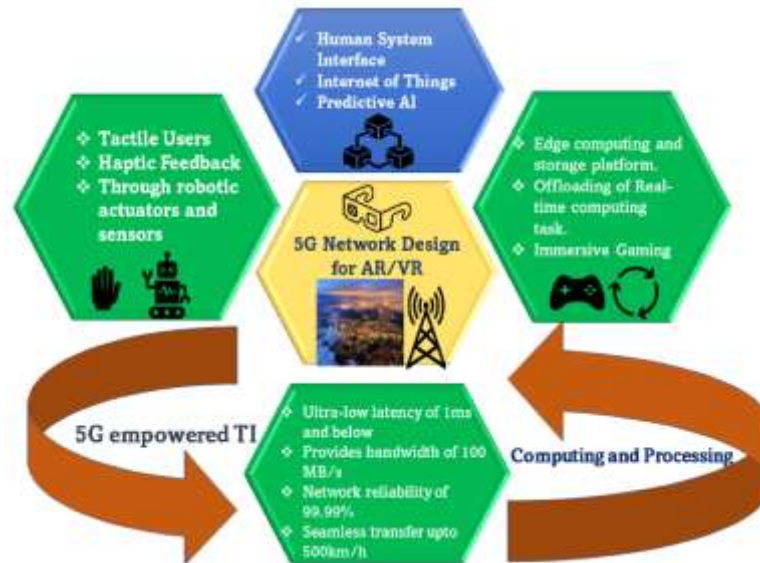 Human System
Interface
Internet of Things
Predictive AI
Tactile Users
Haptic Feedback
Through robotic
actuators and
sensors
Edge computing and
storage platform.
Offloading of Real-
time computing
task.
Immersive Gaming
5G Network Design
for AR/VR
5G empowered TI
Ultra-low latency of 1ms
and below
Provides bandwidth of 100
MB/s
Network reliability of
99.99%
Seamless transfer upto
500km/h
Computing and Processing